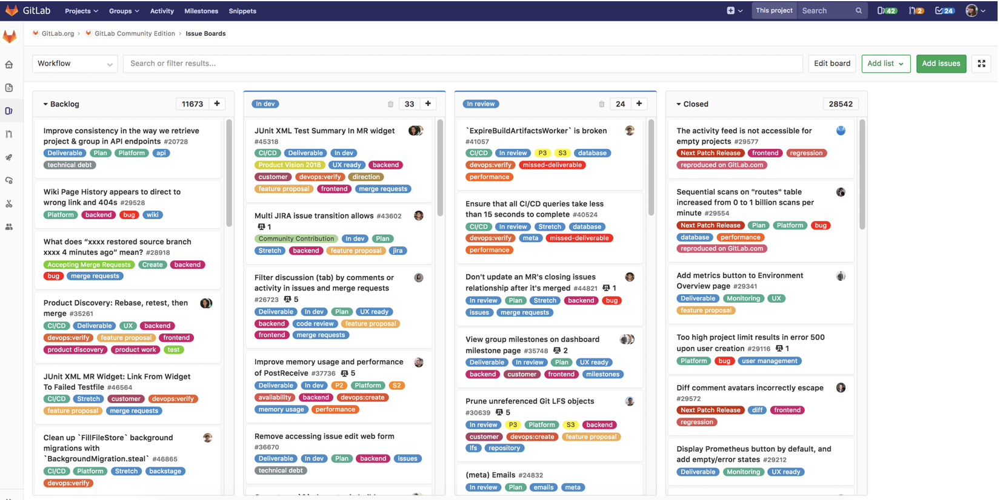 GitLab Projects Groups Activity Milestones Snippets This project Search 42 2 24
GitLab.org › GitLab Community Edition › Issue Boards
Workflow Search or filter results... Edit board Add list Add issues
Backlog 11673 +
Improve consistency in the way we retrieve
project & group in API endpoints #20728
Deliverable Plan Platform api
technical debt
Wiki Page History appears to direct to
wrong link and 404s #29528
Platform backend bug wiki
What does “xxxx restored source branch
xxxx 4 minutes ago” mean? #28918
Accepting Merge Requests Create backend
bug merge requests
Product Discovery: Rebase, retest, then
merge #35261
CI/CD Deliverable UX backend
devops:verify feature proposal frontend
product discovery product work test
JUnit XML MR Widget: Link From Widget
To Failed Testfile #46564
CI/CD Stretch customer devops:verify
feature proposal merge requests
Clean up `FillFileStore` background
migrations with
`BackgroundMigration.steal` #46865
CI/CD Platform Stretch backstage
devops:verify
In dev 33 +
JUnit XML Test Summary In MR widget
#45318
CI/CD Deliverable In dev
Product Vision 2018 UX ready backend
customer devops:verify direction
feature proposal frontend merge requests
Multi JIRA issue transition allows #43602
1
Community Contribution In dev Plan
Stretch backend feature proposal jira
Filter discussion (tab) by comments or
activity in issues and merge requests
#26723 5
Deliverable In dev Plan UX ready
backend code review feature proposal
frontend merge requests
Improve memory usage and performance
of PostReceive #37736 5
Deliverable In dev P2 Platform S2
availability backend devops:create
memory usage performance
Remove accessing issue edit web form
#36670
Deliverable In dev Plan backend issues
technical debt
In review 24 +
`ExpireBuildArtifactsWorker` is broken
#41057
CI/CD In review P3 S3 database
devops:verify missed-deliverable
performance
Ensure that all CI/CD queries take less
than 15 seconds to complete #40524
CI/CD In review Stretch database
devops:verify meta missed-deliverable
performance
Don't update an MR's closing issues
relationship after it's merged #44821 1
In review Plan Stretch backend bug
issues merge requests
View group milestones on dashboard
milestone page #35748 2
Deliverable In review Plan UX ready
backend customer frontend milestones
Prune unreferenced Git LFS objects
#30639 5
In review P3 Platform S3 backend
customer devops:create feature proposal
lfs repository
(meta) Emails #24832
In review Plan emails meta
Closed 28542
The activity feed is not accessible for
empty projects #29577
Next Patch Release frontend regression
reproduced on GitLab.com
Sequential scans on "routes" table
increased from 0 to 1 billion scans per
minute #29554
Next Patch Release Plan Platform bug
database performance
reproduced on GitLab.com
Add metrics button to Environment
Overview page #29341
Deliverable Monitoring UX
feature proposal
Too high project limit results in error 500
upon user creation #29116 1
Platform bug user management
Diff comment avatars incorrectly escape
#29572
Next Patch Release diff frontend
regression
Display Prometheus button by default, and
add empty/error states #29212
Deliverable Monitoring UX ready